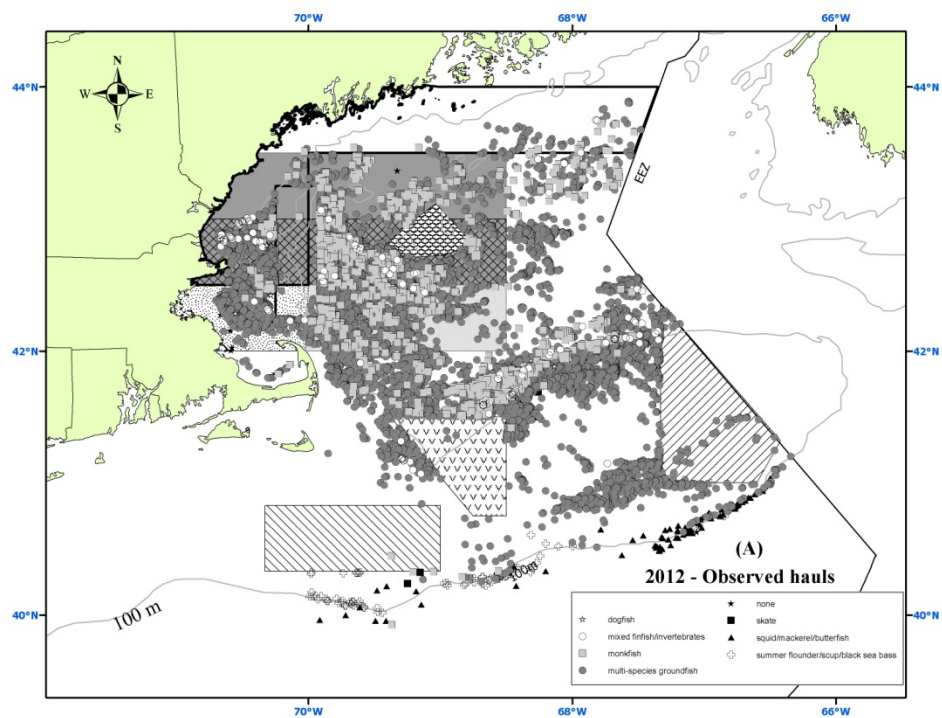 70°W 68°W 66°W
N
W E
S
44°N 44°N
EEZ
42°N 42°N
100m
(A)
2012 - Observed hauls
40°N 40°N
100 m
dogfish
mixed finfish/invertebrates
monkfish
multi-species groundfish
none
skate
squid/mackerel/butterfish
summer flounder/scup/black sea bass
70°W 68°W 66°W